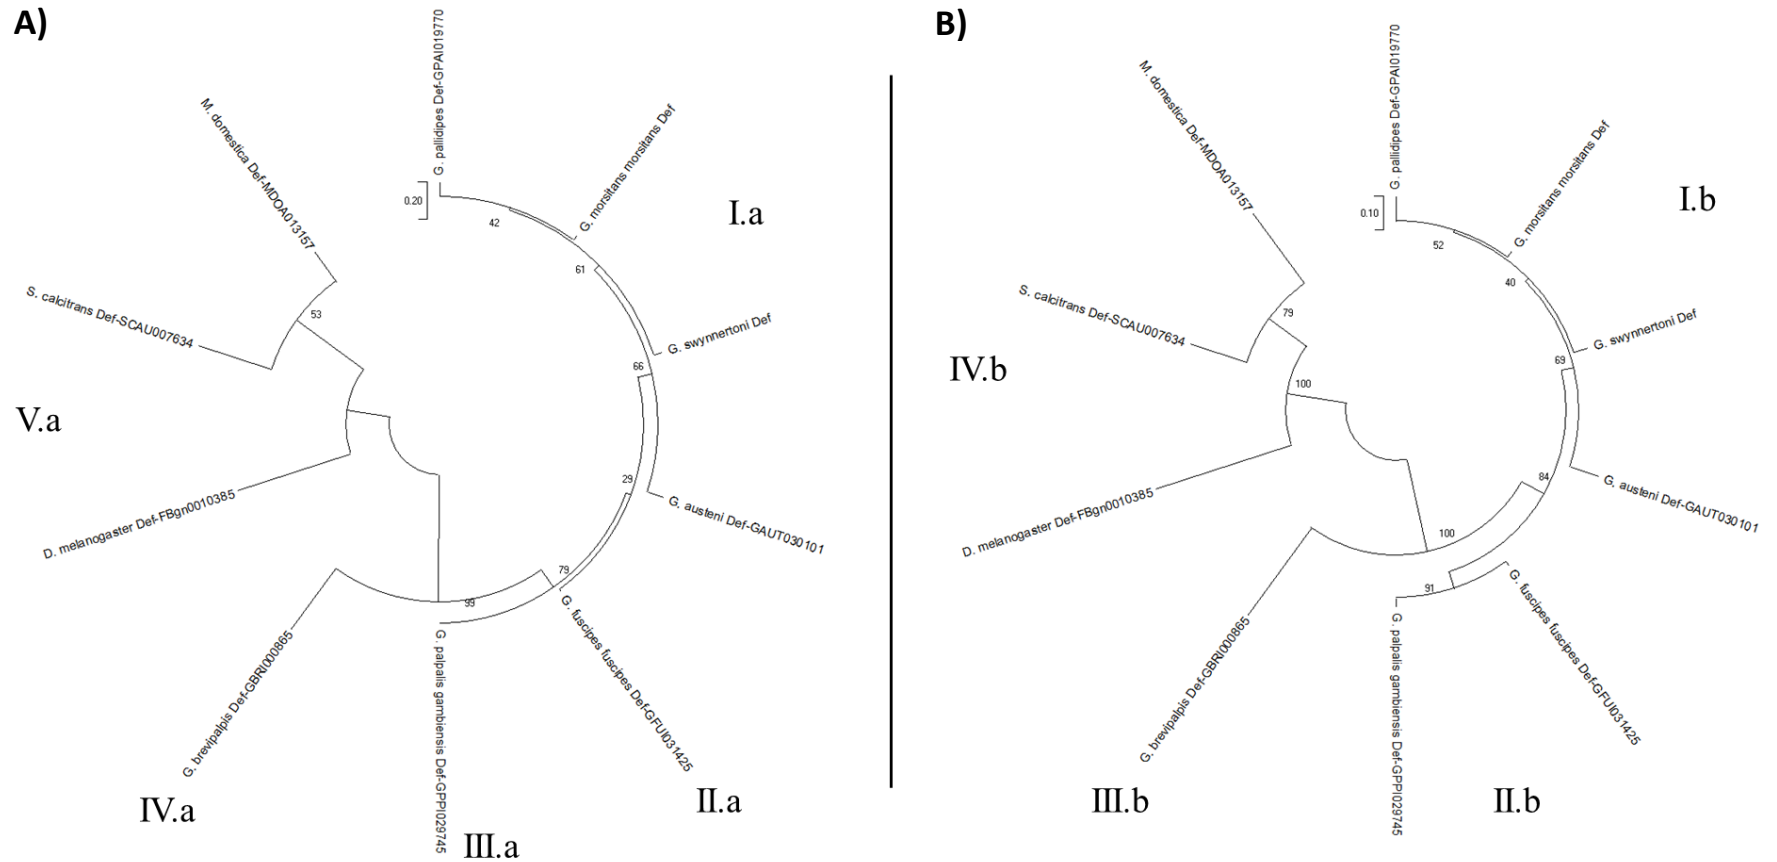 A)
G. pallidipes Def-GPAI019770
G. morsitans morsitans Def
I.a
M. domestica Def-MDOA013157
0.20
42
61
S. calcitrans Def-SCAU007634
53
G. swynnertoni Def
66
V.a
29
G. austeni Def-GAUT030101
D. melanogaster Def-FBgn0010385
79
99
G. fuscipes fuscipes Def-GFUI031425
G. brevipalpis Def-GBRI000865
G. palpalis gambiensis Def-GPPI029745
IV.a
II.a
III.a
B)
G. pallidipes Def-GPAI019770
M. domestica Def-MDOA013157
G. morsitans morsitans Def
I.b
0.10
52
40
S. calcitrans Def-SCAU007634
79
G. swynnertoni Def
69
IV.b
100
84
G. austeni Def-GAUT030101
D. melanogaster Def-FBgn0010385
100
91
G. fuscipes fuscipes Def-GFUI031425
G. brevipalpis Def-GBRI000865
G. palpalis gambiensis Def-GPPI029745
III.b
II.b